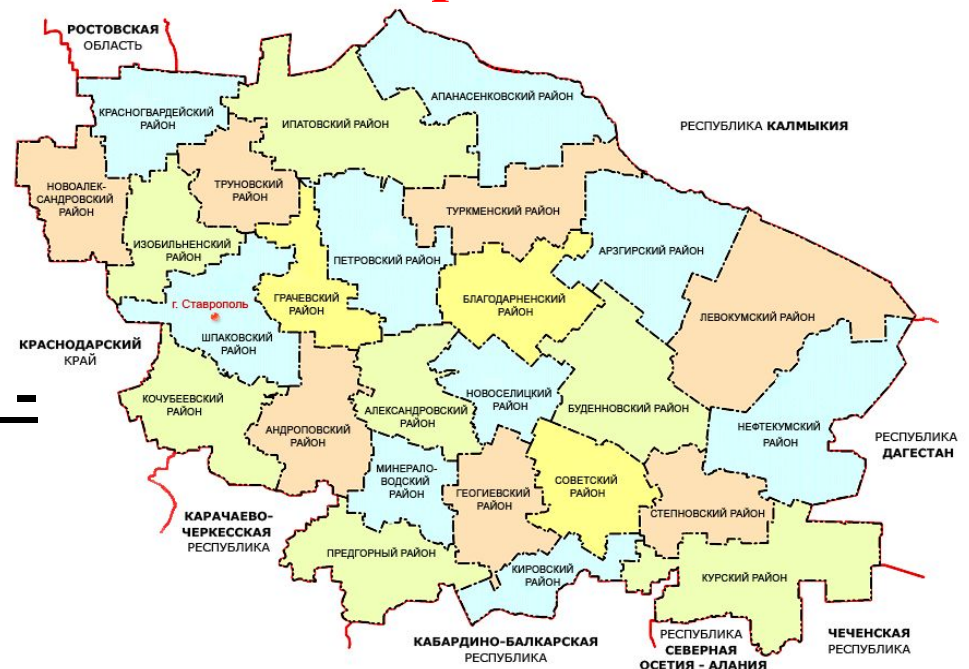 РОСТОВСКАЯ
ОБЛАСТЬ
КРАСНОГВАРДЕЙСКИЙ
РАЙОН
ИПАТОВСКИЙ РАЙОН
АПАНАСЕНКОВСКИЙ РАЙОН
РЕСПУБЛИКА КАЛМЫКИЯ
НОВОАЛЕК-
САНДРОВСКИЙ
РАЙОН
ТРУНОВСКИЙ
РАЙОН
ТУРКМЕНСКИЙ РАЙОН
ИЗОБИЛЬНЕНСКИЙ
РАЙОН
ПЕТРОВСКИЙ РАЙОН
АРЗГИРСКИЙ РАЙОН
г. Ставрополь
ГРАЧЕВСКИЙ
РАЙОН
БЛАГОДАРНЕНСКИЙ
РАЙОН
ЛЕВОКУМСКИЙ РАЙОН
ШПАКОВСКИЙ
РАЙОН
КРАСНОДАРСКИЙ
КРАЙ
КОЧУБЕЕВСКИЙ
РАЙОН
АНДРОПОВСКИЙ
РАЙОН
АЛЕКСАНДРОВСКИЙ
РАЙОН
НОВОСЕЛИЦКИЙ
РАЙОН
БУДЕННОВСКИЙ РАЙОН
НЕФТЕКУМСКИЙ
РАЙОН
РЕСПУБЛИКА
ДАГЕСТАН
МИНЕРАЛО-
ВОДСКИЙ
РАЙОН
ГЕОГИЕВСКИЙ
РАЙОН
СОВЕТСКИЙ
РАЙОН
СТЕПНОВСКИЙ РАЙОН
КАРАЧАЕВО-
ЧЕРКЕССКАЯ
РЕСПУБЛИКА
ПРЕДГОРНЫЙ РАЙОН
КИРОВСКИЙ
РАЙОН
КУРСКИЙ РАЙОН
КАБАРДИНО-БАЛКАРСКАЯ
РЕСПУБЛИКА
РЕСПУБЛИКА
СЕВЕРНАЯ
ОСЕТИЯ - АЛАНИЯ
ЧЕЧЕНСКАЯ
РЕСПУБЛИКА